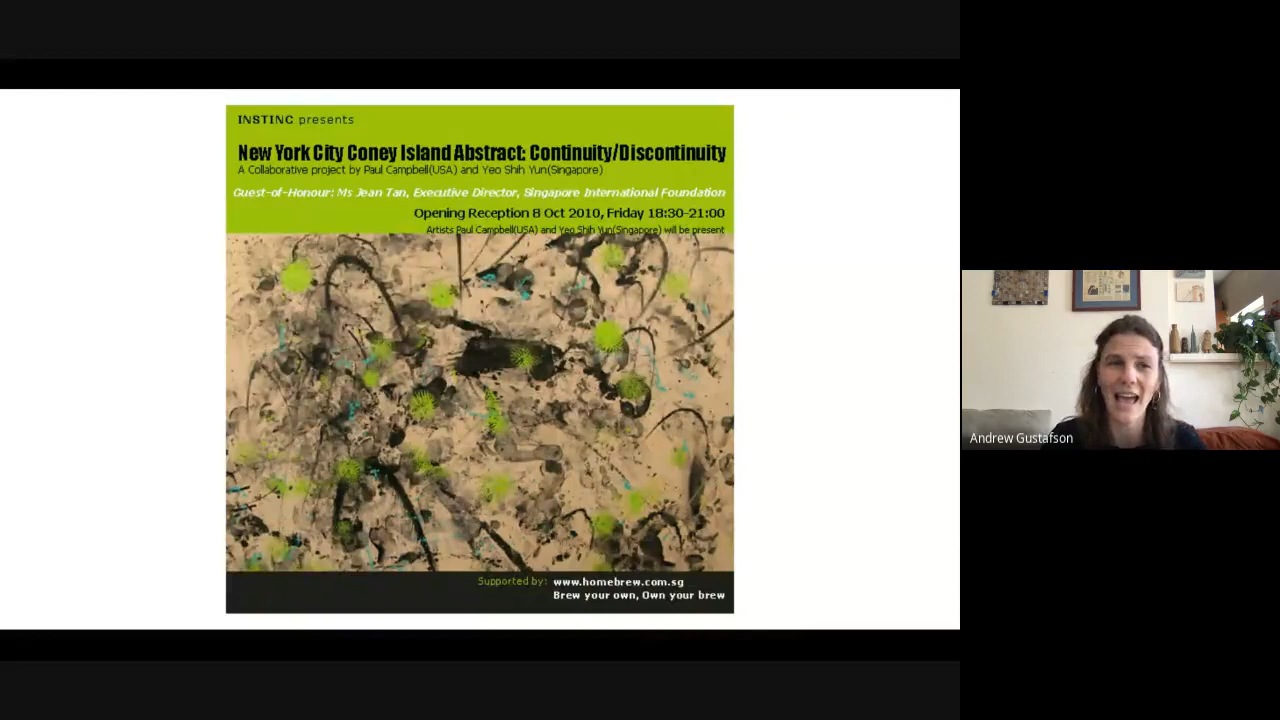 INSTINC presents
New York City Coney Island Abstract: Continuity/Discontinuity
A Collaborative project by Paul Campbell(USA) and Yeo Shih Yun(Singapore)
Guest-of-Honour: Ms Jean Tan, Executive Director, Singapore International Foundation
Opening Reception 8 Oct 2010, Friday 18:30-21:00
Artists Paul Campbell(USA) and Yeo Shih Yun(Singapore) will be present
Supported by: www.homebrew.com.sg
Brew your own, Own your brew
Andrew Gustafson